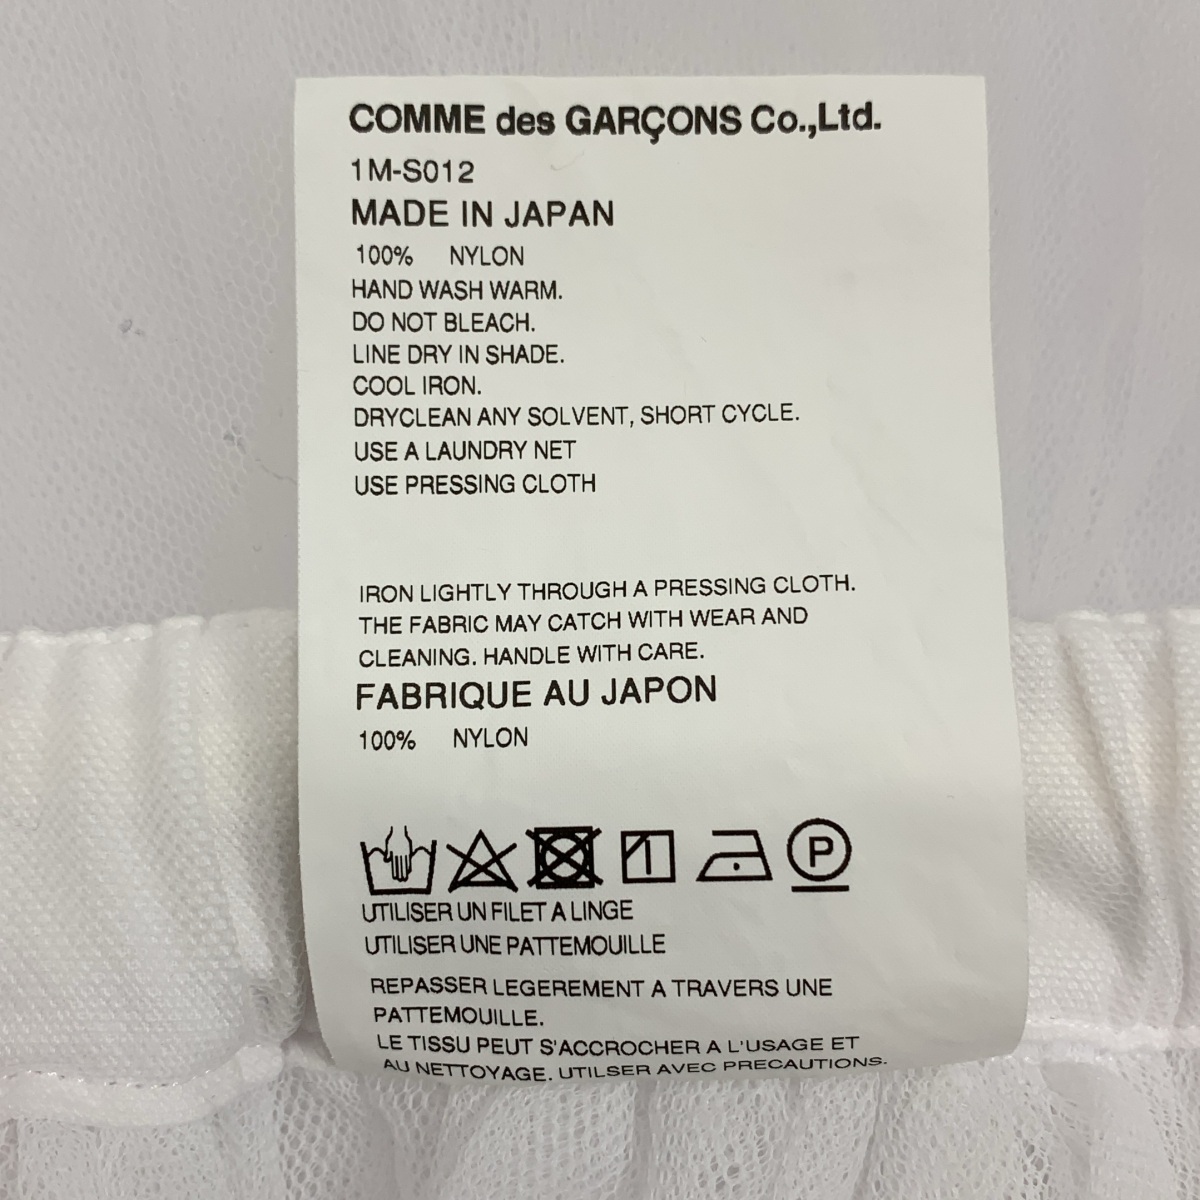 COMME des GARÇONS Co.,Ltd.
1M-S012
MADE IN JAPAN
100% NYLON
HAND WASH WARM.
DO NOT BLEACH.
LINE DRY IN SHADE.
COOL IRON.
DRYCLEAN ANY SOLVENT, SHORT CYCLE.
USE A LAUNDRY NET
USE PRESSING CLOTH
IRON LIGHTLY THROUGH A PRESSING CLOTH.
THE FABRIC MAY CATCH WITH WEAR AND
CLEANING. HANDLE WITH CARE.
FABRIQUE AU JAPON
100% NYLON
P
UTILISER UN FILET A LINGE
UTILISER UNE PATTEMOUILLE
REPASSER LEGEREMENT A TRAVERS UNE
PATTEMOUILLE.
LE TISSU PEUT S'ACCROCHER A L'USAGE ET
AU NETTOYAGE. UTILSER AVEC PRECAUTIONS.